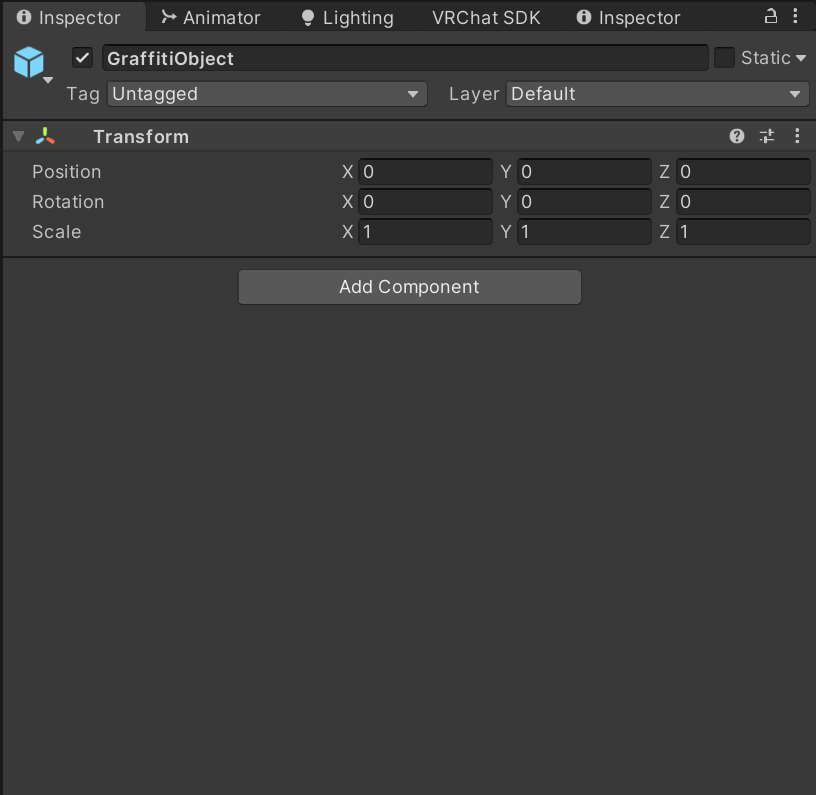 Inspector Animator Lighting VRChat SDK Inspector
GraffitiObject Static
Tag Untagged Layer Default
Transform
Position X 0 Y 0 Z 0
Rotation X 0 Y 0 Z 0
Scale X 1 Y 1 Z 1
Add Component